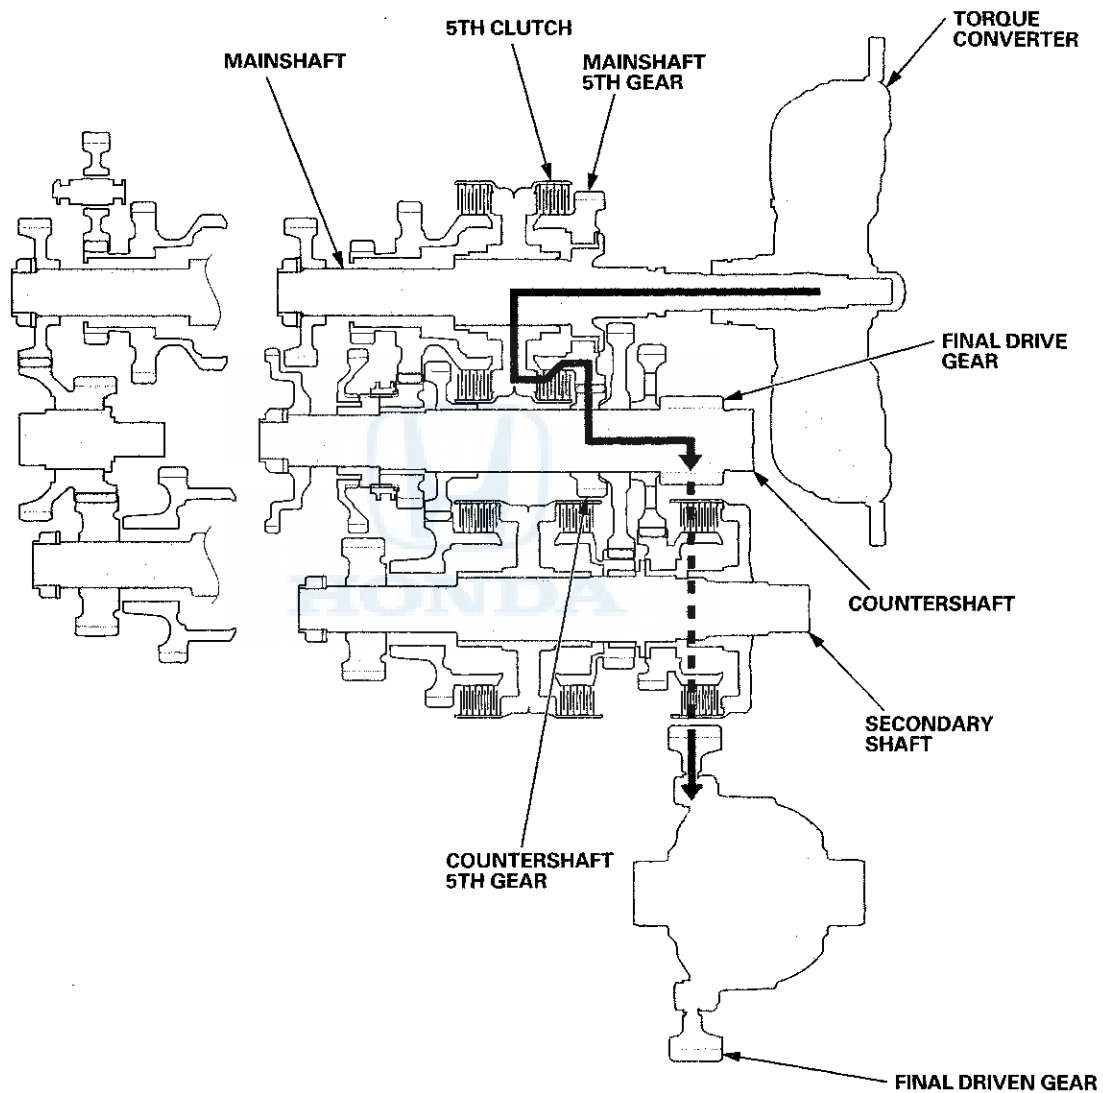 TORQUE
CONVERTER
5TH CLUTCH
MAINSHAFT
MAINSHAFT
5TH GEAR
FINAL DRIVE
GEAR
HONDA
COUNTERSHAFT
SECONDARY
SHAFT
COUNTERSHAFT
5TH GEAR
FINAL DRIVEN GEAR